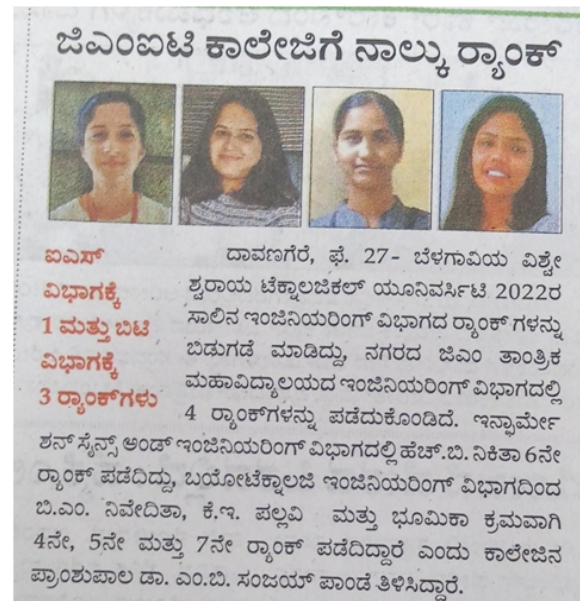 ಜಿಎಂಐಟಿ ಕಾಲೇಜಿಗೆ ನಾಲ್ಕು ರ‍್ಯಾಂಕ್
ಐಎಸ್
ವಿಭಾಗಕ್ಕೆ
1 ಮತ್ತು ಬಿಟಿ
ವಿಭಾಗಕ್ಕೆ
3 ರ‍್ಯಾಂಕ್‌ಗಳು
ದಾವಣಗೆರೆ, ಫೆ. 27- ಬೆಳಗಾವಿಯ ವಿಶ್ವೇ
ಶ್ವರಾಯ ಟೆಕ್ನಾಲಜಿಕಲ್ ಯೂನಿವರ್ಸಿಟಿ 2022ರ
ಸಾಲಿನ ಇಂಜಿನಿಯರಿಂಗ್ ವಿಭಾಗದ ರ‍್ಯಾಂಕ್ ಗಳನ್ನು
ಬಿಡುಗಡೆ ಮಾಡಿದ್ದು, ನಗರದ ಜಿಎಂ ತಾಂತ್ರಿಕ
ಮಹಾವಿದ್ಯಾಲಯದ ಇಂಜಿನಿಯರಿಂಗ್ ವಿಭಾಗದಲ್ಲಿ
4 ರ‍್ಯಾಂಕ್‌ಗಳನ್ನು ಪಡೆದುಕೊಂಡಿದೆ. ಇನ್ಫಾರ್ಮೇ
ಶನ್ ಸೈನ್ಸ್ ಅಂಡ್ ಇಂಜಿನಿಯರಿಂಗ್ ವಿಭಾಗದಲ್ಲಿ ಹೆಚ್.ಬಿ. ನಿಕಿತಾ 6ನೇ
ರ‍್ಯಾಂಕ್ ಪಡೆದಿದ್ದು, ಬಯೋಟೆಕ್ನಾಲಜಿ ಇಂಜಿನಿಯರಿಂಗ್ ವಿಭಾಗದಿಂದ
ಬಿ.ಎಂ. ನಿವೇದಿತಾ, ಕೆ.ಇ. ಪಲ್ಲವಿ ಮತ್ತು ಭೂಮಿಕಾ ಕ್ರಮವಾಗಿ
4ನೇ, 5ನೇ ಮತ್ತು 7ನೇ ರ‍್ಯಾಂಕ್ ಪಡೆದಿದ್ದಾರೆ ಎಂದು ಕಾಲೇಜಿನ
ಪ್ರಾಂಶುಪಾಲ ಡಾ. ಎಂ.ಬಿ. ಸಂಜಯ್ ಪಾಂಡೆ ತಿಳಿಸಿದ್ದಾರೆ.